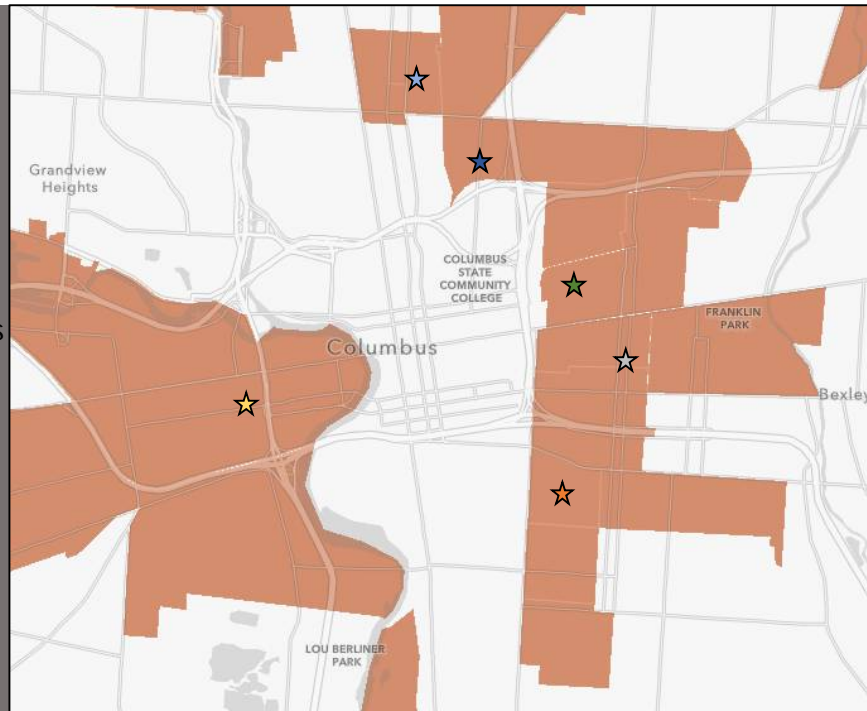 Grandview
Heights
COLUMBUS
STATE
COMMUNITY
COLLEGE
FRANKLIN
PARK
s
Columbus
Bexley
LOU BERLINER
PARK